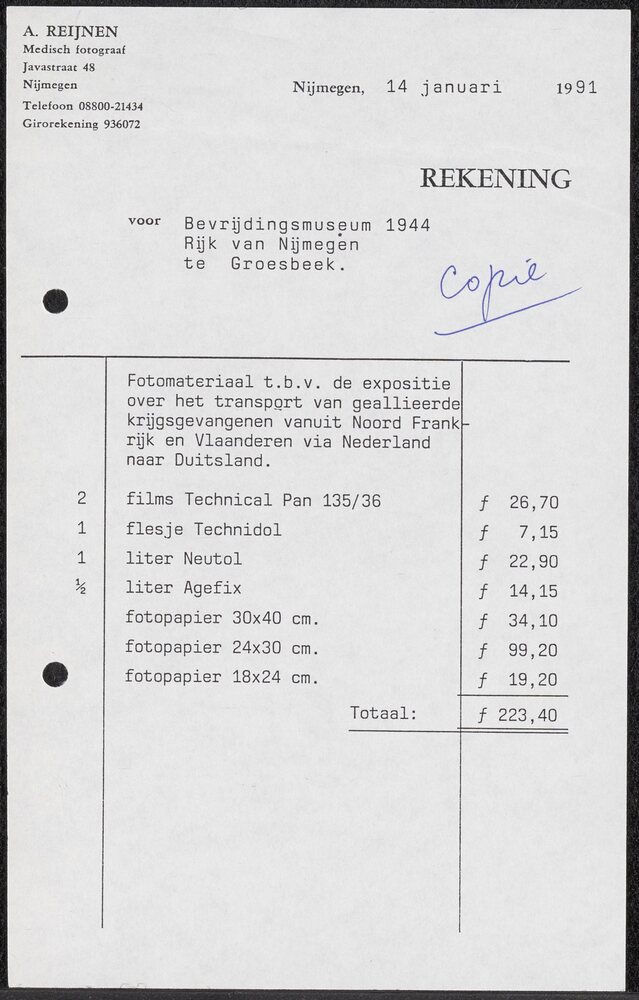 A. REIJNEN
Medisch fotograaf
Javastraat 48
Nijmegen
Telefoon 08800-21434
Girorekening 936072
Nijmegen, 14 januari 1991
REKENING
voor Bevrijdingsmuseum 1944
Rijk van Nijmegen
te Groesbeek.
Copie
Fotomateriaal t.b.v. de expositie
over het transport van geallieerde
krijgsgevangenen vanuit Noord Frank-
rijk en Vlaanderen via Nederland
naar Duitsland.
2 films Technical Pan 135/36 ƒ 26,70
1 flesje Technidol ƒ 7,15
1 liter Neutol ƒ 22,90
½ liter Agefix ƒ 14,15
fotopapier 30x40 cm. ƒ 34,10
fotopapier 24x30 cm. ƒ 99,20
fotopapier 18x24 cm. ƒ 19,20
Totaal: ƒ 223,40